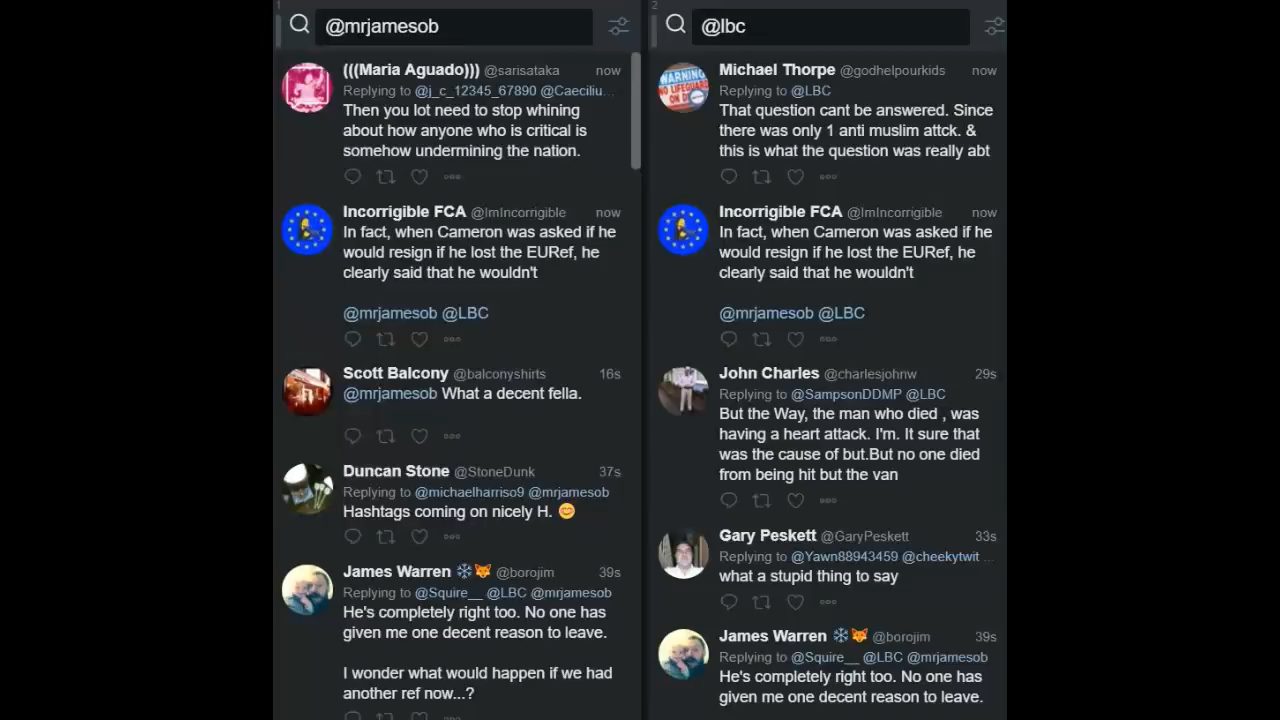 1
@mrjamesob
(((Maria Aguado))) @sarisataka now
Replying to @j_c_12345_67890 @Caeciliu...
Then you lot need to stop whining
about how anyone who is critical is
somehow undermining the nation.
Incorrigible FCA @ImIncorrigible now
In fact, when Cameron was asked if he
would resign if he lost the EURef, he
clearly said that he wouldn't
@mrjamesob @LBC
Scott Balcony @balconyshirts 16s
@mrjamesob What a decent fella.
Duncan Stone @StoneDunk 37s
Replying to @michaelharriso9 @mrjamesob
Hashtags coming on nicely H. 😊
James Warren ❄️🦊 @borojim 39s
Replying to @Squire__ @LBC @mrjamesob
He's completely right too. No one has
given me one decent reason to leave.
I wonder what would happen if we had
another ref now...?
2
@lbc
Michael Thorpe @godhelpourkids now
Replying to @LBC
That question cant be answered. Since
there was only 1 anti muslim attck. &
this is what the question was really abt
Incorrigible FCA @ImIncorrigible now
In fact, when Cameron was asked if he
would resign if he lost the EURef, he
clearly said that he wouldn't
@mrjamesob @LBC
John Charles @charlesjohnw 29s
Replying to @SampsonDDMP @LBC
But the Way, the man who died , was
having a heart attack. I'm. It sure that
was the cause of but.But no one died
from being hit but the van
Gary Peskett @GaryPeskett 33s
Replying to @Yawn88943459 @cheekytwit ...
what a stupid thing to say
James Warren ❄️🦊 @borojim 39s
Replying to @Squire__ @LBC @mrjamesob
He's completely right too. No one has
given me one decent reason to leave.
WARNING
NO LIFEGUARD
ON D